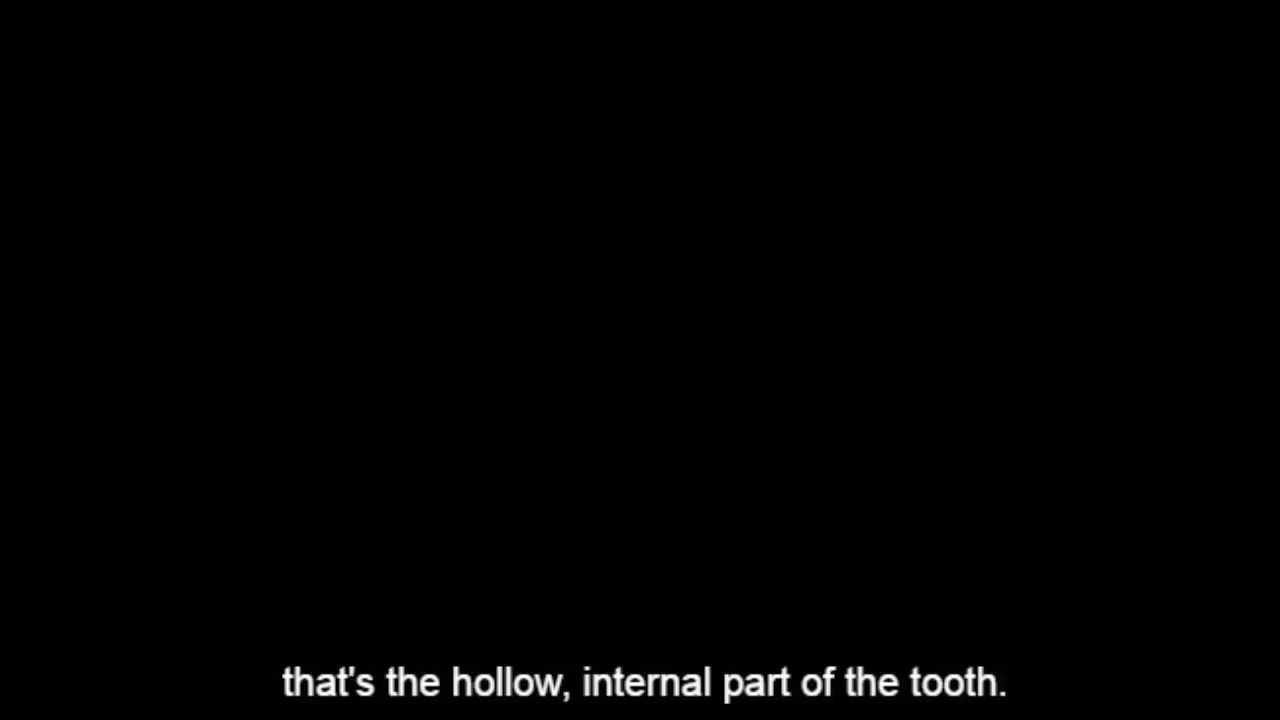 that's the hollow, internal part of the tooth.